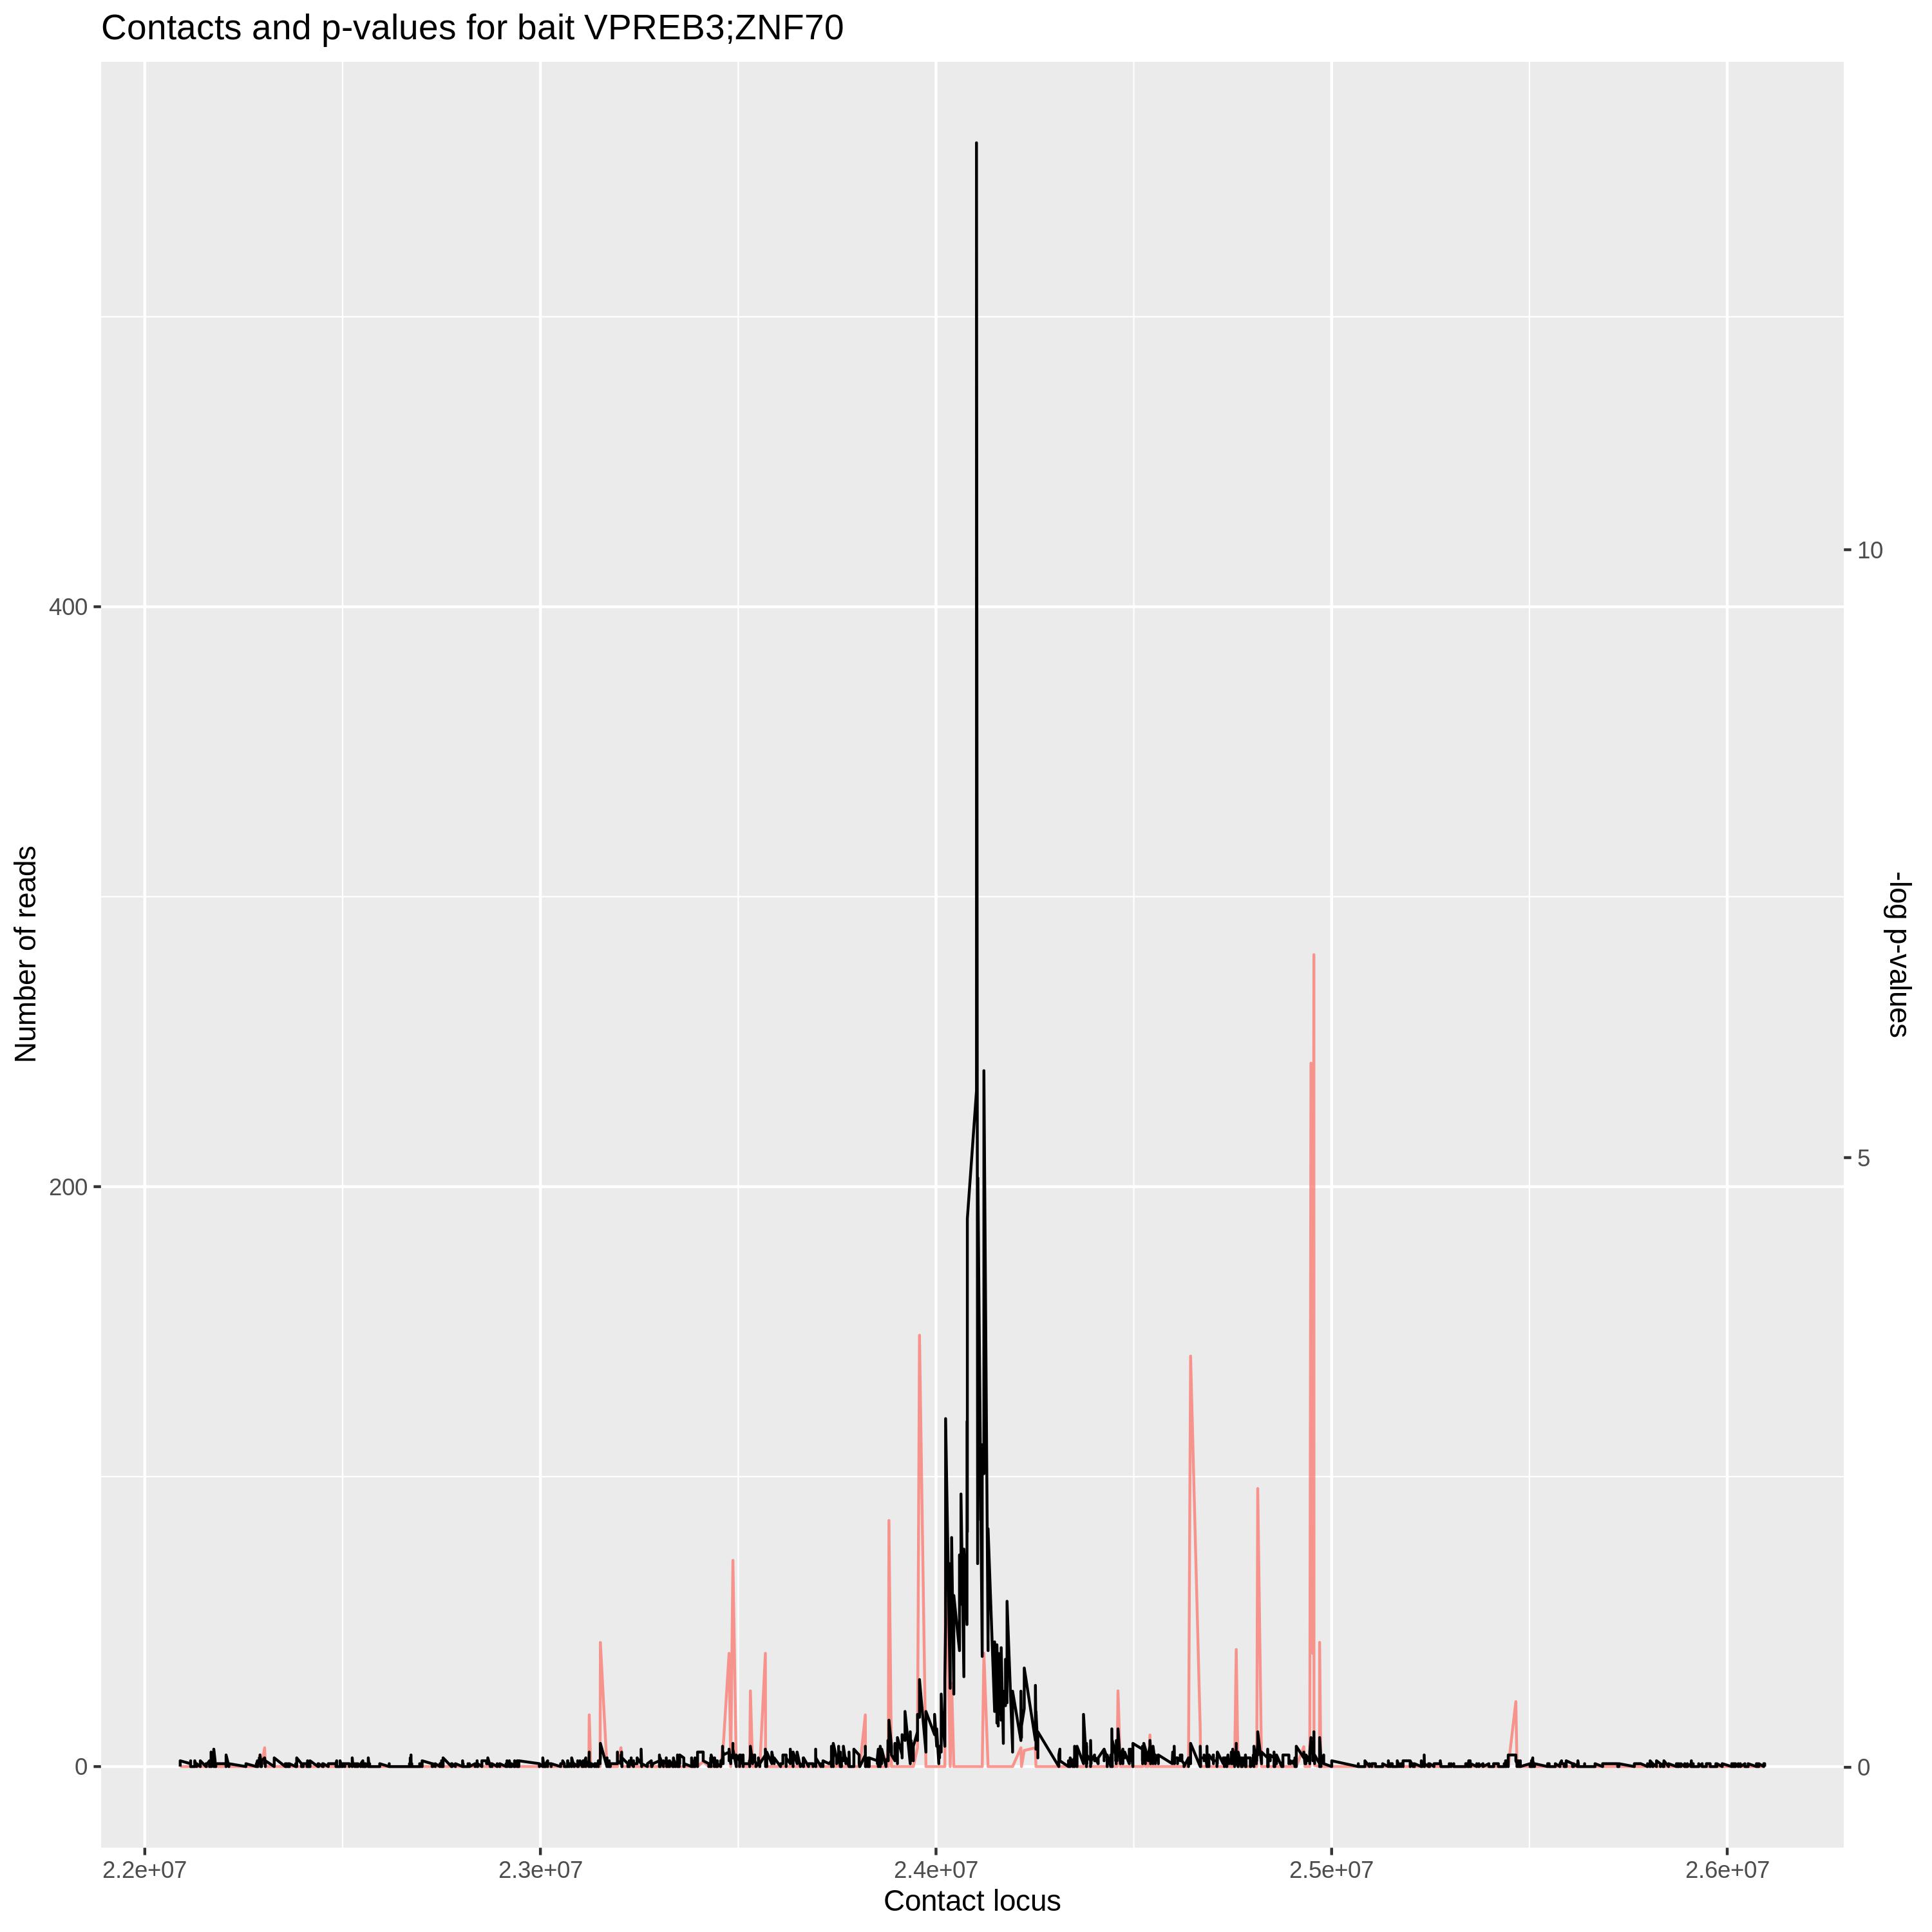 Contacts and p-values for bait VPREB3;ZNF70
Number of reads
400
200
0
10
5
0
-log p-values
2.2e+07 2.3e+07 2.4e+07 2.5e+07 2.6e+07
Contact locus